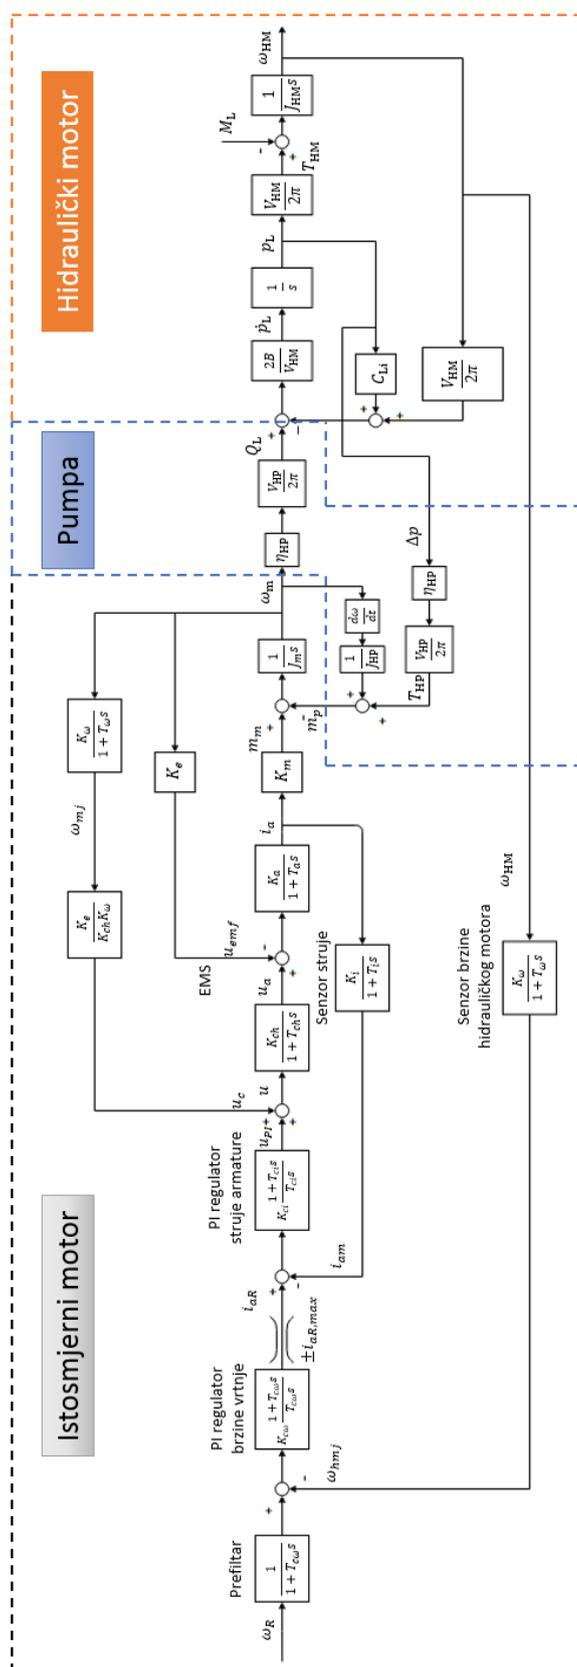 Istosmjerni motor
Pumpa
Hidraulički motor
ω_R
Prefiltar
1 / (1 + T_cω s)
+
-
ω_hmj
PI regulator
brzine vrtnje
K_cω (1 + T_cω s) / (T_cω s)
±i_aR,max
i_aR
+
-
i_am
PI regulator
struje armature
K_ci (1 + T_ci s) / (T_ci s)
u_PI
+
+
u_c
u
K_ch / (1 + T_ch s)
u_a
+
-
EMS
u_emf
K_a / (1 + T_a s)
i_a
Senzor struje
K_i / (1 + T_i s)
K_e / (K_ch K_ω)
ω_mj
K_ω / (1 + T_ω s)
K_e
K_m
m_m
+
-
m_p
1 / (J_m s)
ω_m
dω / dt
1 / J_HP
+
+
T_HP
V_HP / 2π
η_HP
Δp
η_HP
V_HP / 2π
Q_L
+
-
2B / V_HM
ṗ_L
1 / s
p_L
C_Li
+
+
V_HM / 2π
V_HM / 2π
T_HM
+
-
M_L
1 / (J_HM s)
ω_HM
ω_HM
Senzor brzine
hidrauličkog motora
K_ω / (1 + T_ω s)